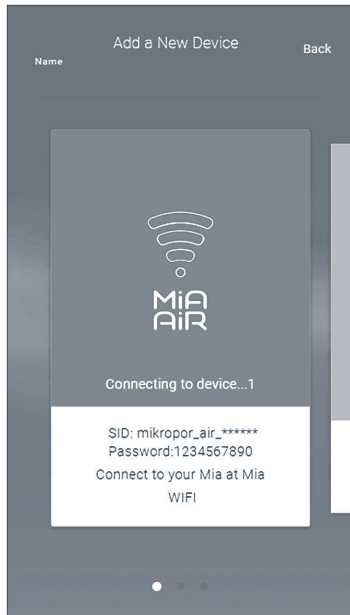 Add a New Device
Back
Name
MiA
AiR
Connecting to device...1
SID: mikropor_air_******
Password:1234567890
Connect to your Mia at Mia
WIFI